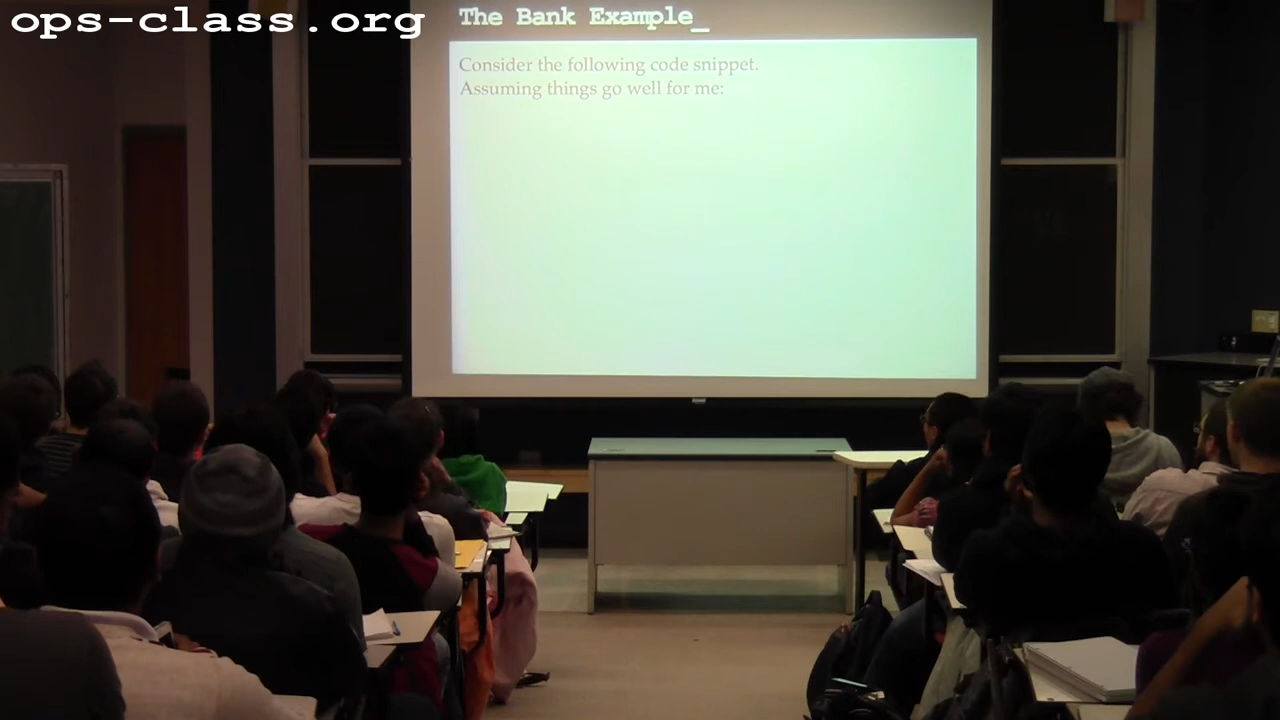 ops-class.org
The Bank Example_
Consider the following code snippet.
Assuming things go well for me: